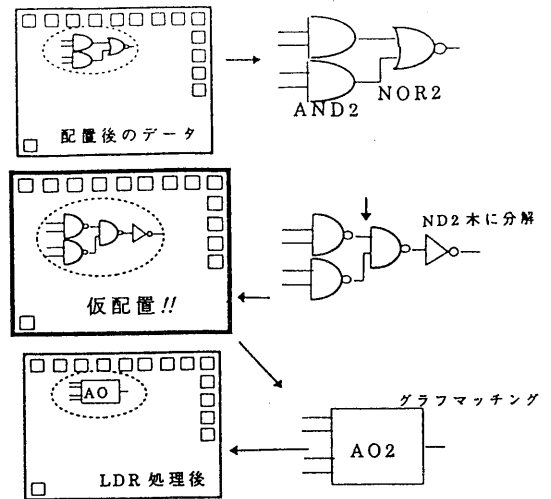 AND2
NOR2
配置後のデータ
ND2木に分解
仮配置!!
グラフマッチング
AO
AO2
LDR処理後